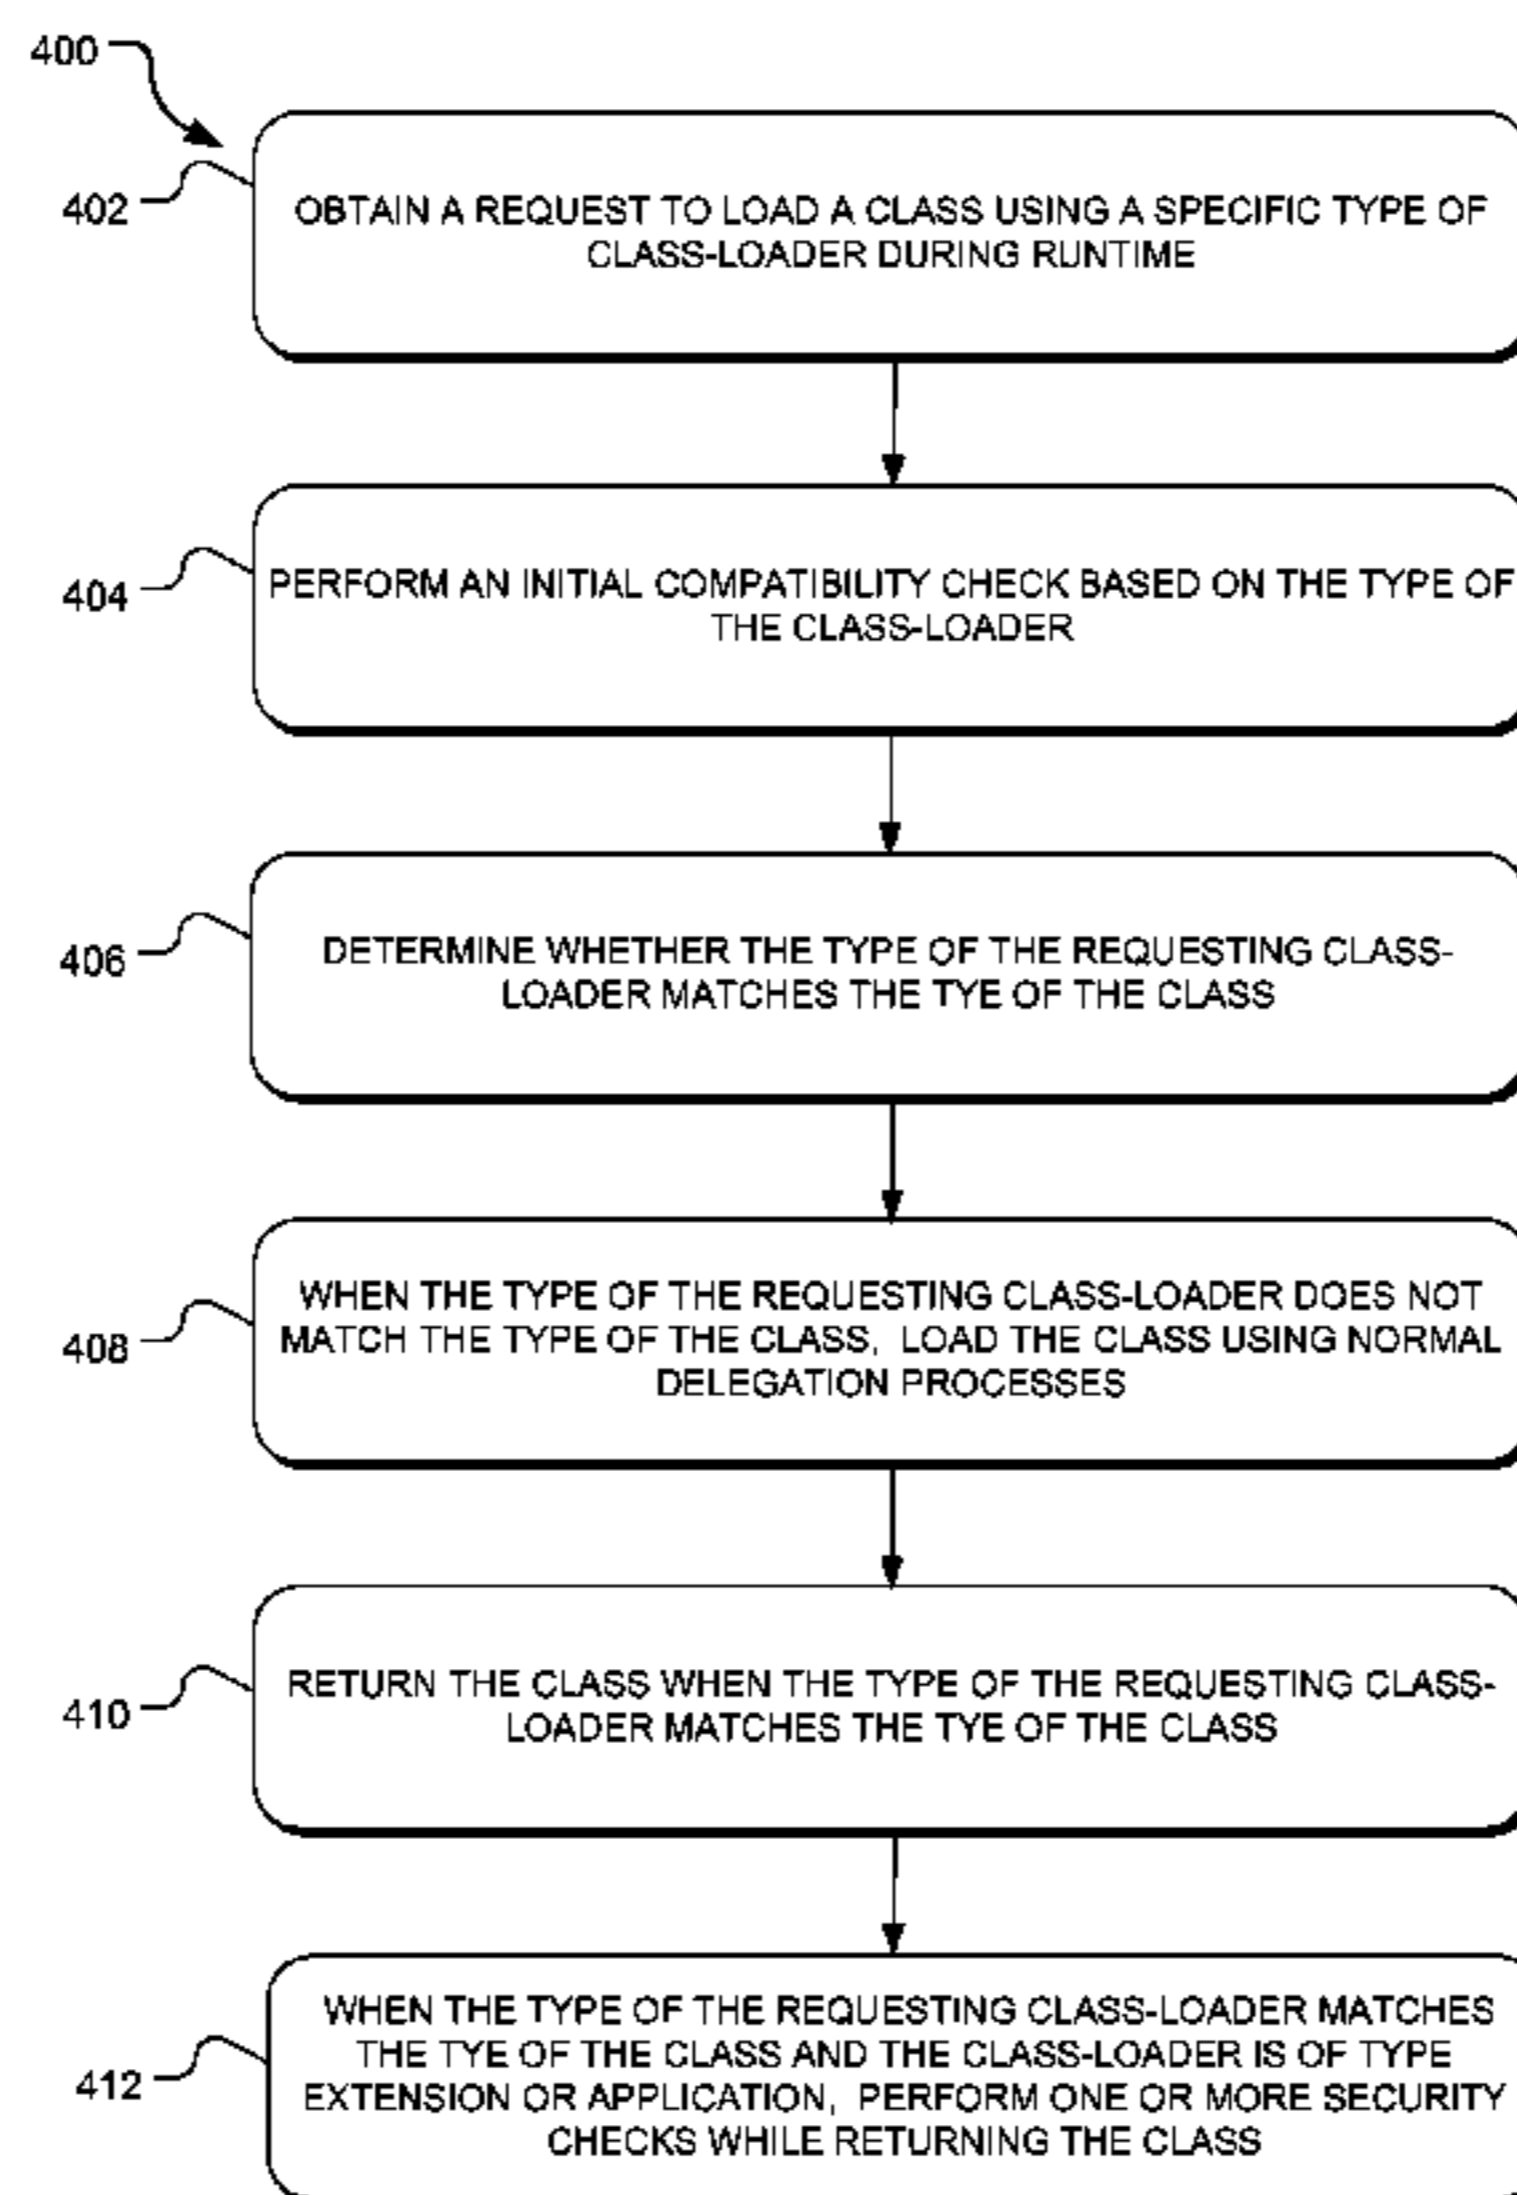 400
402
OBTAIN A REQUEST TO LOAD A CLASS USING A SPECIFIC TYPE OF
CLASS-LOADER DURING RUNTIME
404
PERFORM AN INITIAL COMPATIBILITY CHECK BASED ON THE TYPE OF
THE CLASS-LOADER
406
DETERMINE WHETHER THE TYPE OF THE REQUESTING CLASS-
LOADER MATCHES THE TYE OF THE CLASS
408
WHEN THE TYPE OF THE REQUESTING CLASS-LOADER DOES NOT
MATCH THE TYPE OF THE CLASS, LOAD THE CLASS USING NORMAL
DELEGATION PROCESSES
410
RETURN THE CLASS WHEN THE TYPE OF THE REQUESTING CLASS-
LOADER MATCHES THE TYE OF THE CLASS
412
WHEN THE TYPE OF THE REQUESTING CLASS-LOADER MATCHES
THE TYE OF THE CLASS AND THE CLASS-LOADER IS OF TYPE
EXTENSION OR APPLICATION, PERFORM ONE OR MORE SECURITY
CHECKS WHILE RETURNING THE CLASS